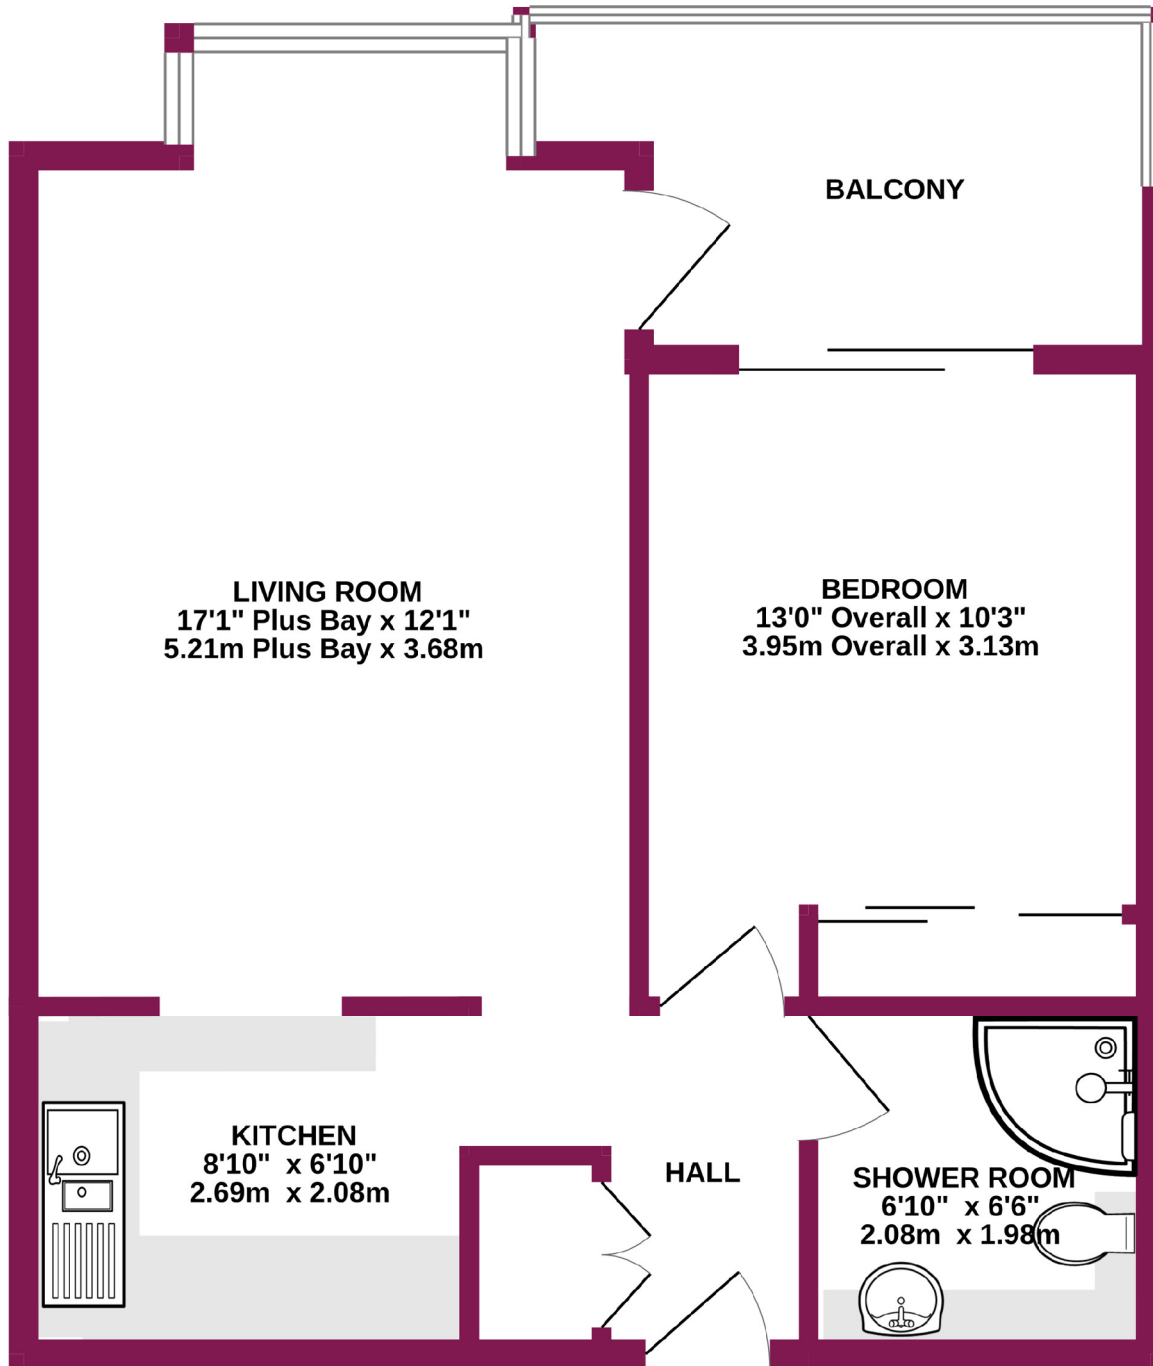 BALCONY
LIVING ROOM
17'1" Plus Bay x 12'1"
5.21m Plus Bay x 3.68m
BEDROOM
13'0" Overall x 10'3"
3.95m Overall x 3.13m
KITCHEN
8'10" x 6'10"
2.69m x 2.08m
HALL
SHOWER ROOM
6'10" x 6'6"
2.08m x 1.98m